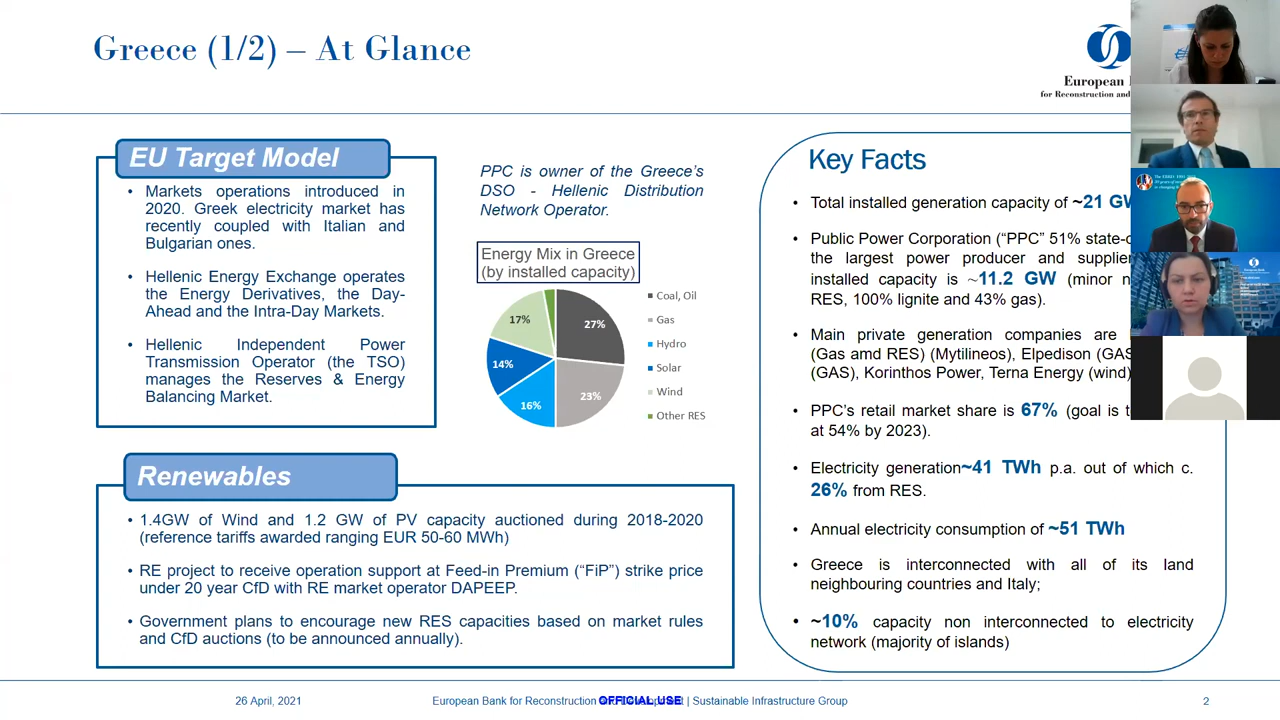 Greece (1/2) – At Glance
European
for Reconstruction and
EU Target Model
• Markets operations introduced in
2020. Greek electricity market has
recently coupled with Italian and
Bulgarian ones.
• Hellenic Energy Exchange operates
the Energy Derivatives, the Day-
Ahead and the Intra-Day Markets.
• Hellenic Independent Power
Transmission Operator (the TSO)
manages the Reserves & Energy
Balancing Market.
PPC is owner of the Greece's
DSO - Hellenic Distribution
Network Operator.
Energy Mix in Greece
(by installed capacity)
27%
23%
16%
14%
17%
Coal, Oil
Gas
Hydro
Solar
Wind
Other RES
Renewables
• 1.4GW of Wind and 1.2 GW of PV capacity auctioned during 2018-2020
(reference tariffs awarded ranging EUR 50-60 MWh)
• RE project to receive operation support at Feed-in Premium ("FiP") strike price
under 20 year CfD with RE market operator DAPEEP.
• Government plans to encourage new RES capacities based on market rules
and CfD auctions (to be announced annually).
Key Facts
• Total installed generation capacity of ~21 GW
• Public Power Corporation ("PPC" 51% state-
the largest power producer and supplier
installed capacity is ~11.2 GW (minor
RES, 100% lignite and 43% gas).
• Main private generation companies are
(Gas amd RES) (Mytilineos), Elpedison (GAS
(GAS), Korinthos Power, Terna Energy (wind)
• PPC's retail market share is 67% (goal is
at 54% by 2023).
• Electricity generation~41 TWh p.a. out of which c.
26% from RES.
• Annual electricity consumption of ~51 TWh
• Greece is interconnected with all of its land
neighbouring countries and Italy;
• ~10% capacity non interconnected to electricity
network (majority of islands)
26 April, 2021
European Bank for Reconstruction and Development | Sustainable Infrastructure Group
OFFICIAL USE
2